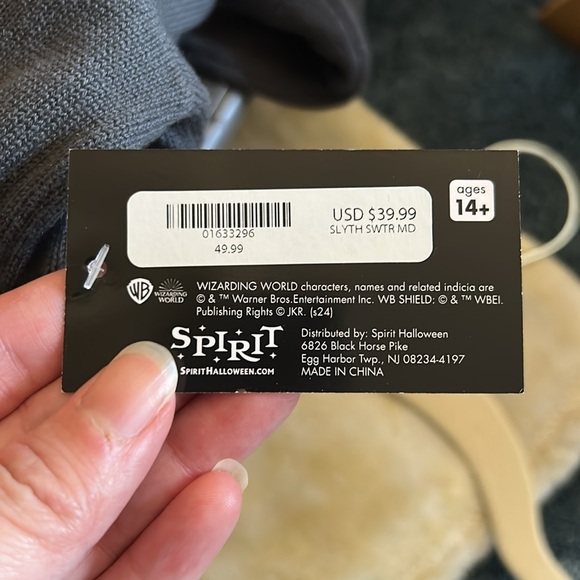 ages
14+
USD $39.99
SLYTH SWTR MD
01633296
49.99
WB
WIZARDING
WORLD
WIZARDING WORLD characters, names and related indicia are
© & ™ Warner Bros.Entertainment Inc. WB SHIELD: © & ™ WBEI.
Publishing Rights © JKR. (s24)
SPIRIT
SPIRITHALLOWEEN.COM
Distributed by: Spirit Halloween
6826 Black Horse Pike
Egg Harbor Twp., NJ 08234-4197
MADE IN CHINA